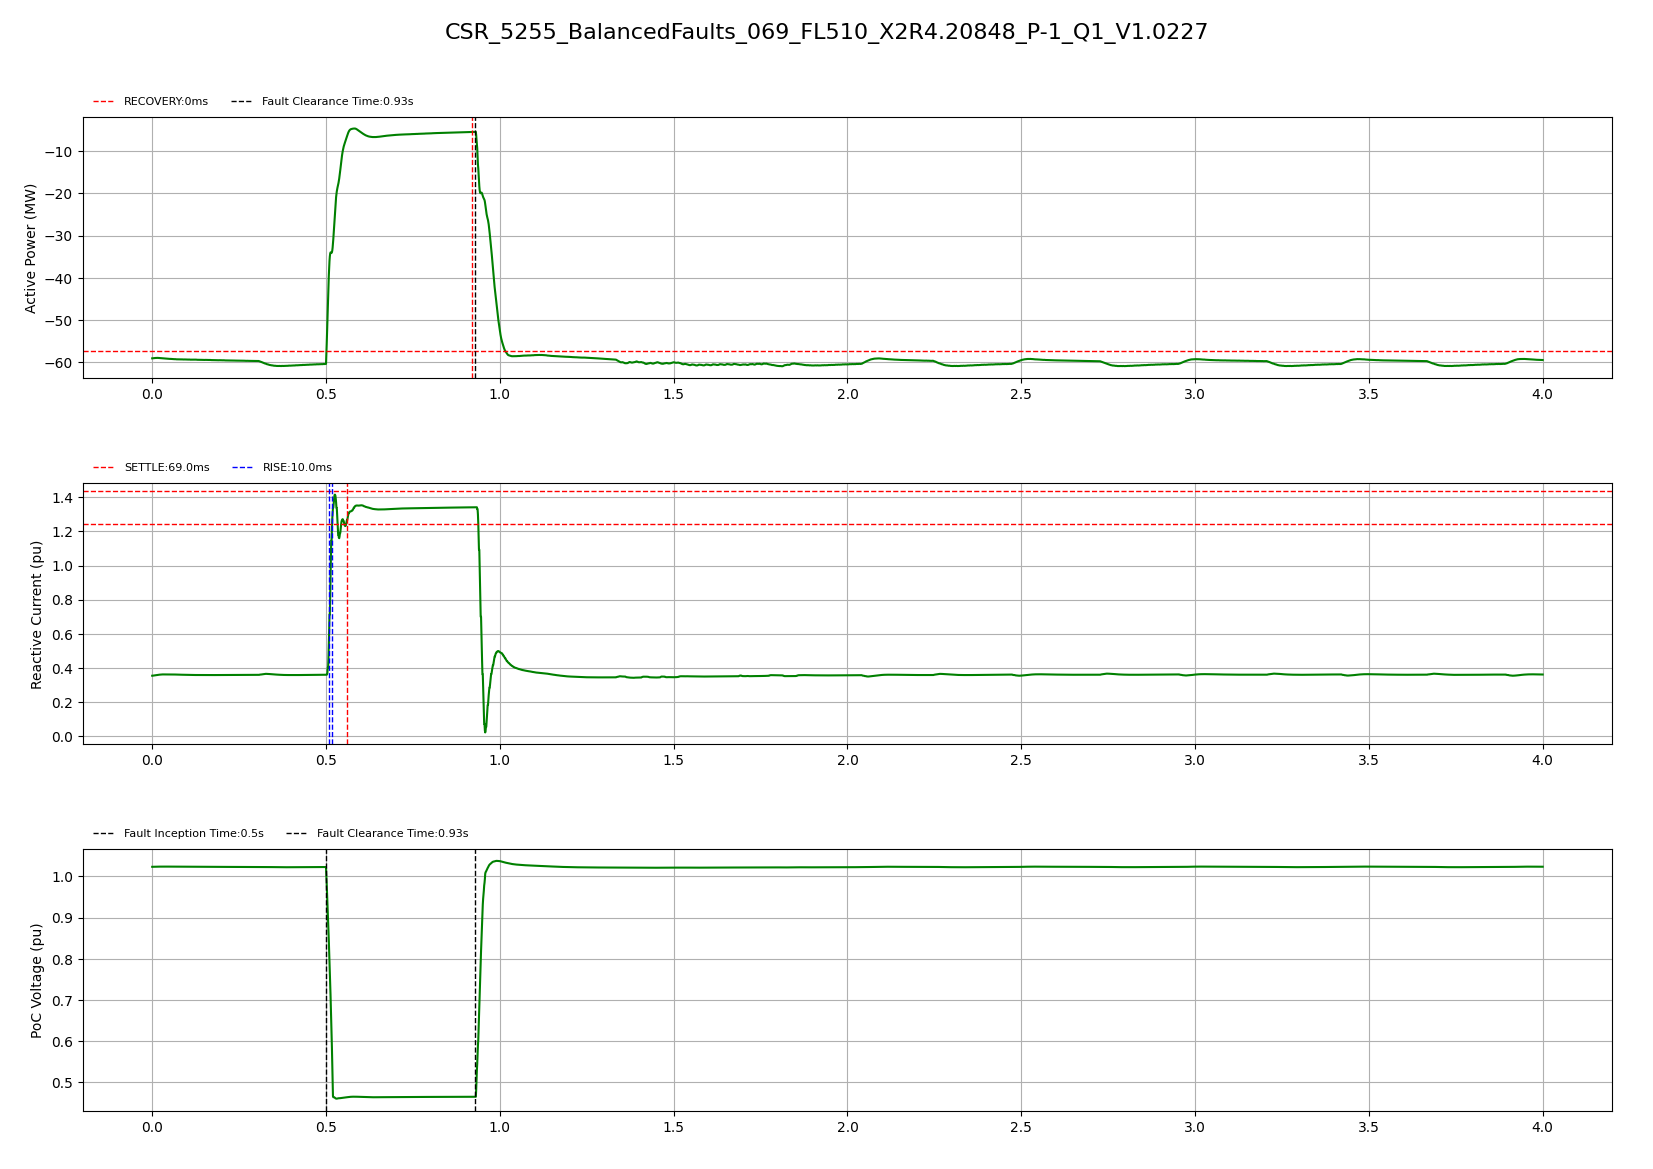 CSR_5255_BalancedFaults_069_FL510_X2R4.20848_P-1_Q1_V1.0227
RECOVERY:0ms Fault Clearance Time:0.93s
Active Power (MW)
−10
−20
−30
−40
−50
−60
0.0 0.5 1.0 1.5 2.0 2.5 3.0 3.5 4.0
SETTLE:69.0ms RISE:10.0ms
Reactive Current (pu)
1.4
1.2
1.0
0.8
0.6
0.4
0.2
0.0
0.0 0.5 1.0 1.5 2.0 2.5 3.0 3.5 4.0
Fault Inception Time:0.5s Fault Clearance Time:0.93s
PoC Voltage (pu)
1.0
0.9
0.8
0.7
0.6
0.5
0.0 0.5 1.0 1.5 2.0 2.5 3.0 3.5 4.0